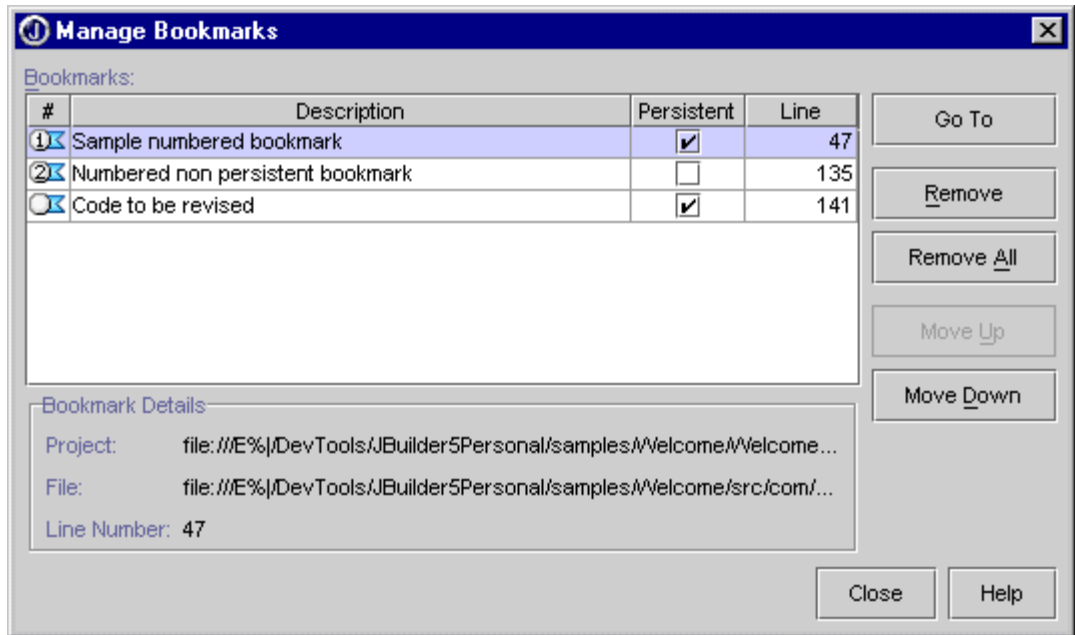 Manage Bookmarks
Bookmarks:
# Description Persistent Line
1 Sample numbered bookmark 47
2 Numbered non persistent bookmark 135
Code to be revised 141
Go To
Remove
Remove All
Move Up
Move Down
Bookmark Details
Project: file:///E%|/DevTools/JBuilder5Personal/samples/Welcome/Welcome...
File: file:///E%|/DevTools/JBuilder5Personal/samples/Welcome/src/com/...
Line Number: 47
Close Help